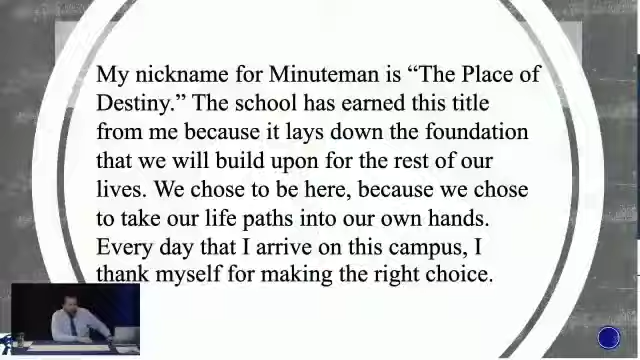 My nickname for Minuteman is “The Place of
Destiny.” The school has earned this title
from me because it lays down the foundation
that we will build upon for the rest of our
lives. We chose to be here, because we chose
to take our life paths into our own hands.
Every day that I arrive on this campus, I
thank myself for making the right choice.